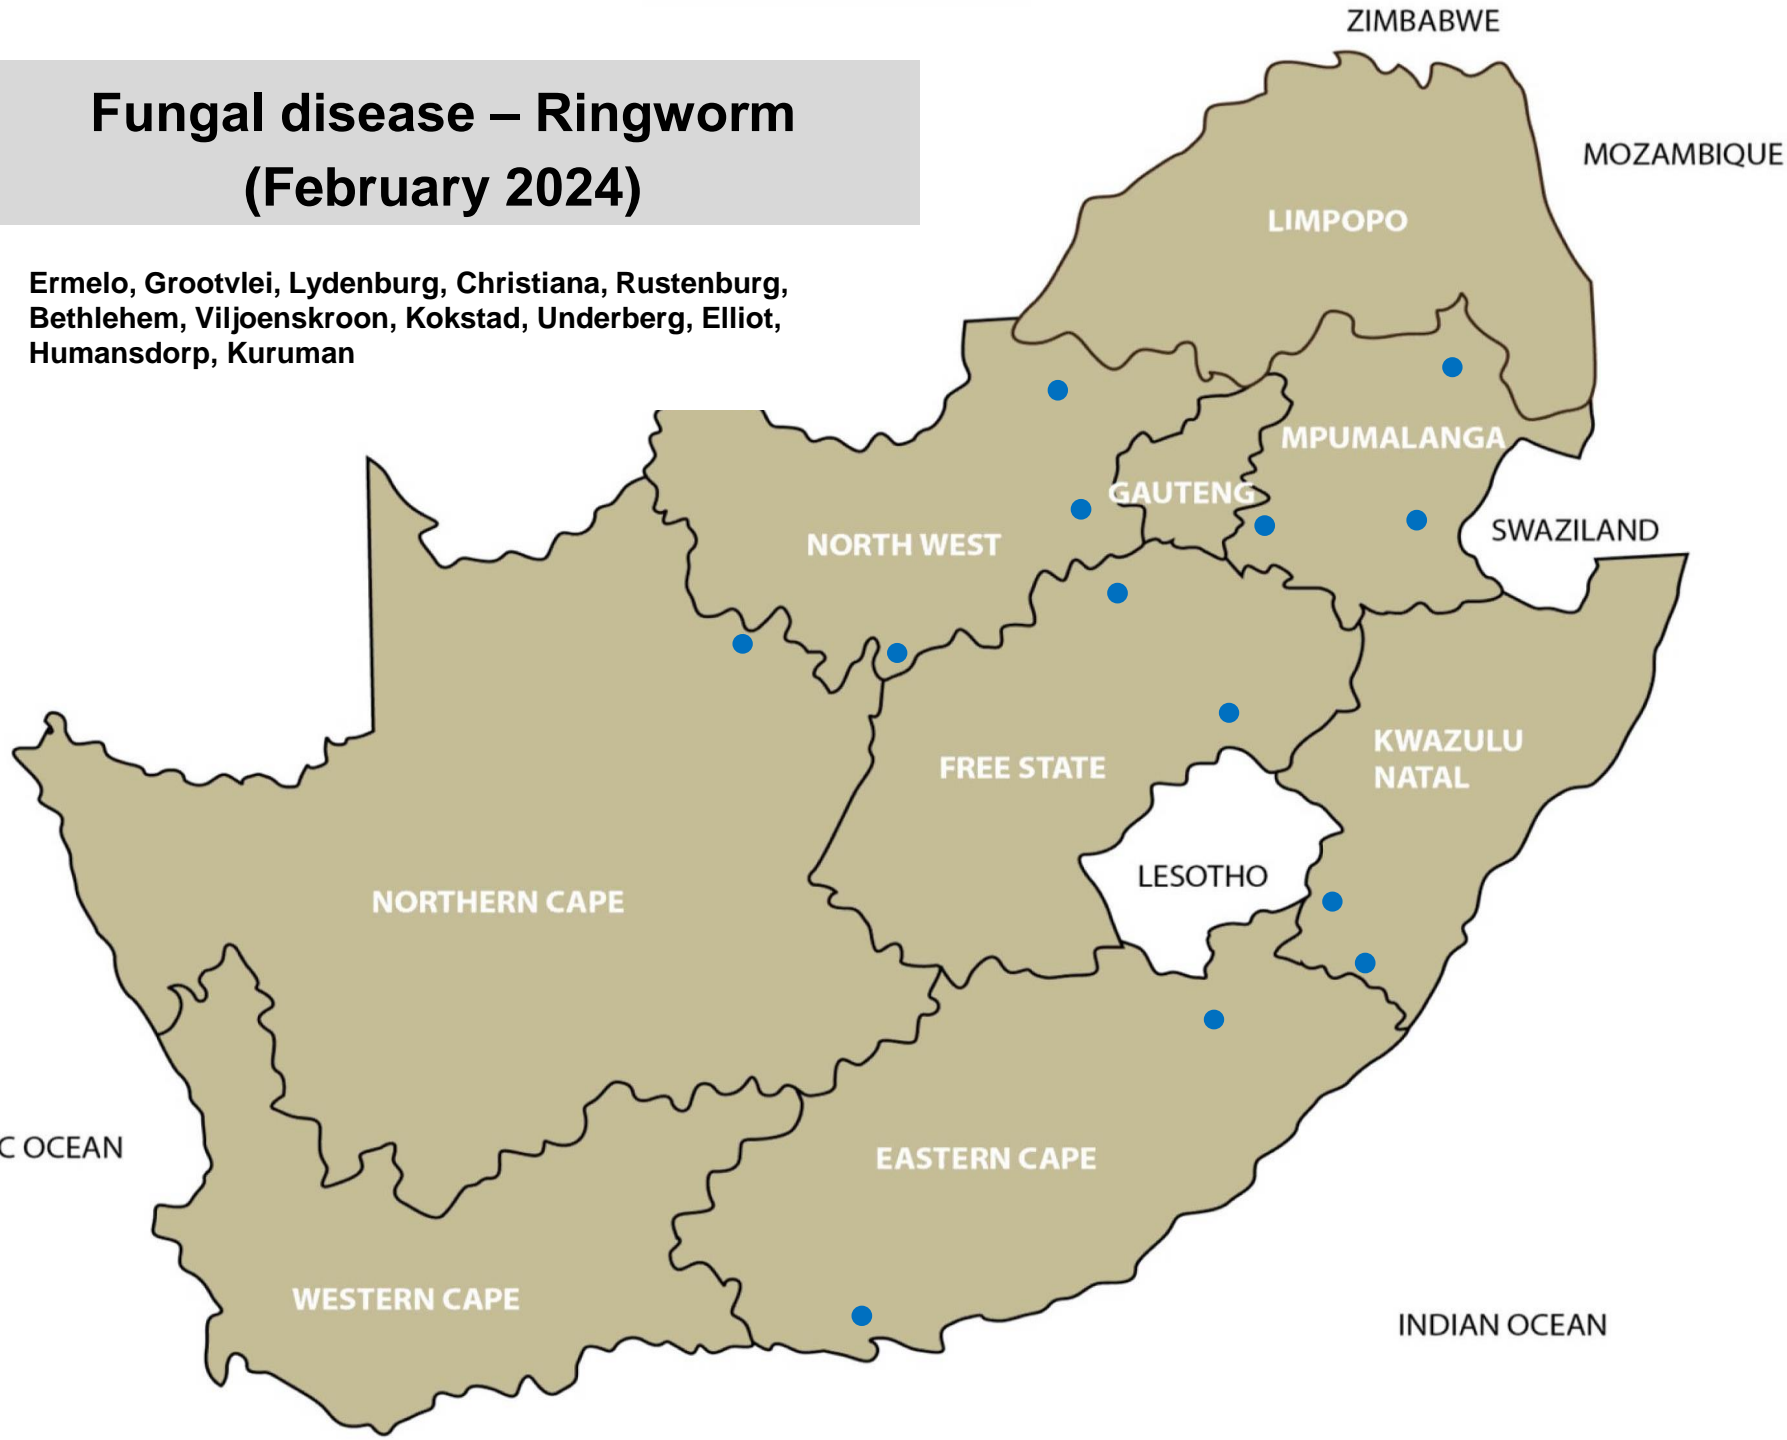 ZIMBABWE
Fungal disease – Ringworm
(February 2024)
MOZAMBIQUE
LIMPOPO
Ermelo, Grootvlei, Lydenburg, Christiana, Rustenburg,
Bethlehem, Viljoenskroon, Kokstad, Underberg, Elliot,
Humansdorp, Kuruman
MPUMALANGA
GAUTENG
SWAZILAND
NORTH WEST
KWAZULU
NATAL
FREE STATE
LESOTHO
NORTHERN CAPE
C OCEAN
EASTERN CAPE
WESTERN CAPE
INDIAN OCEAN